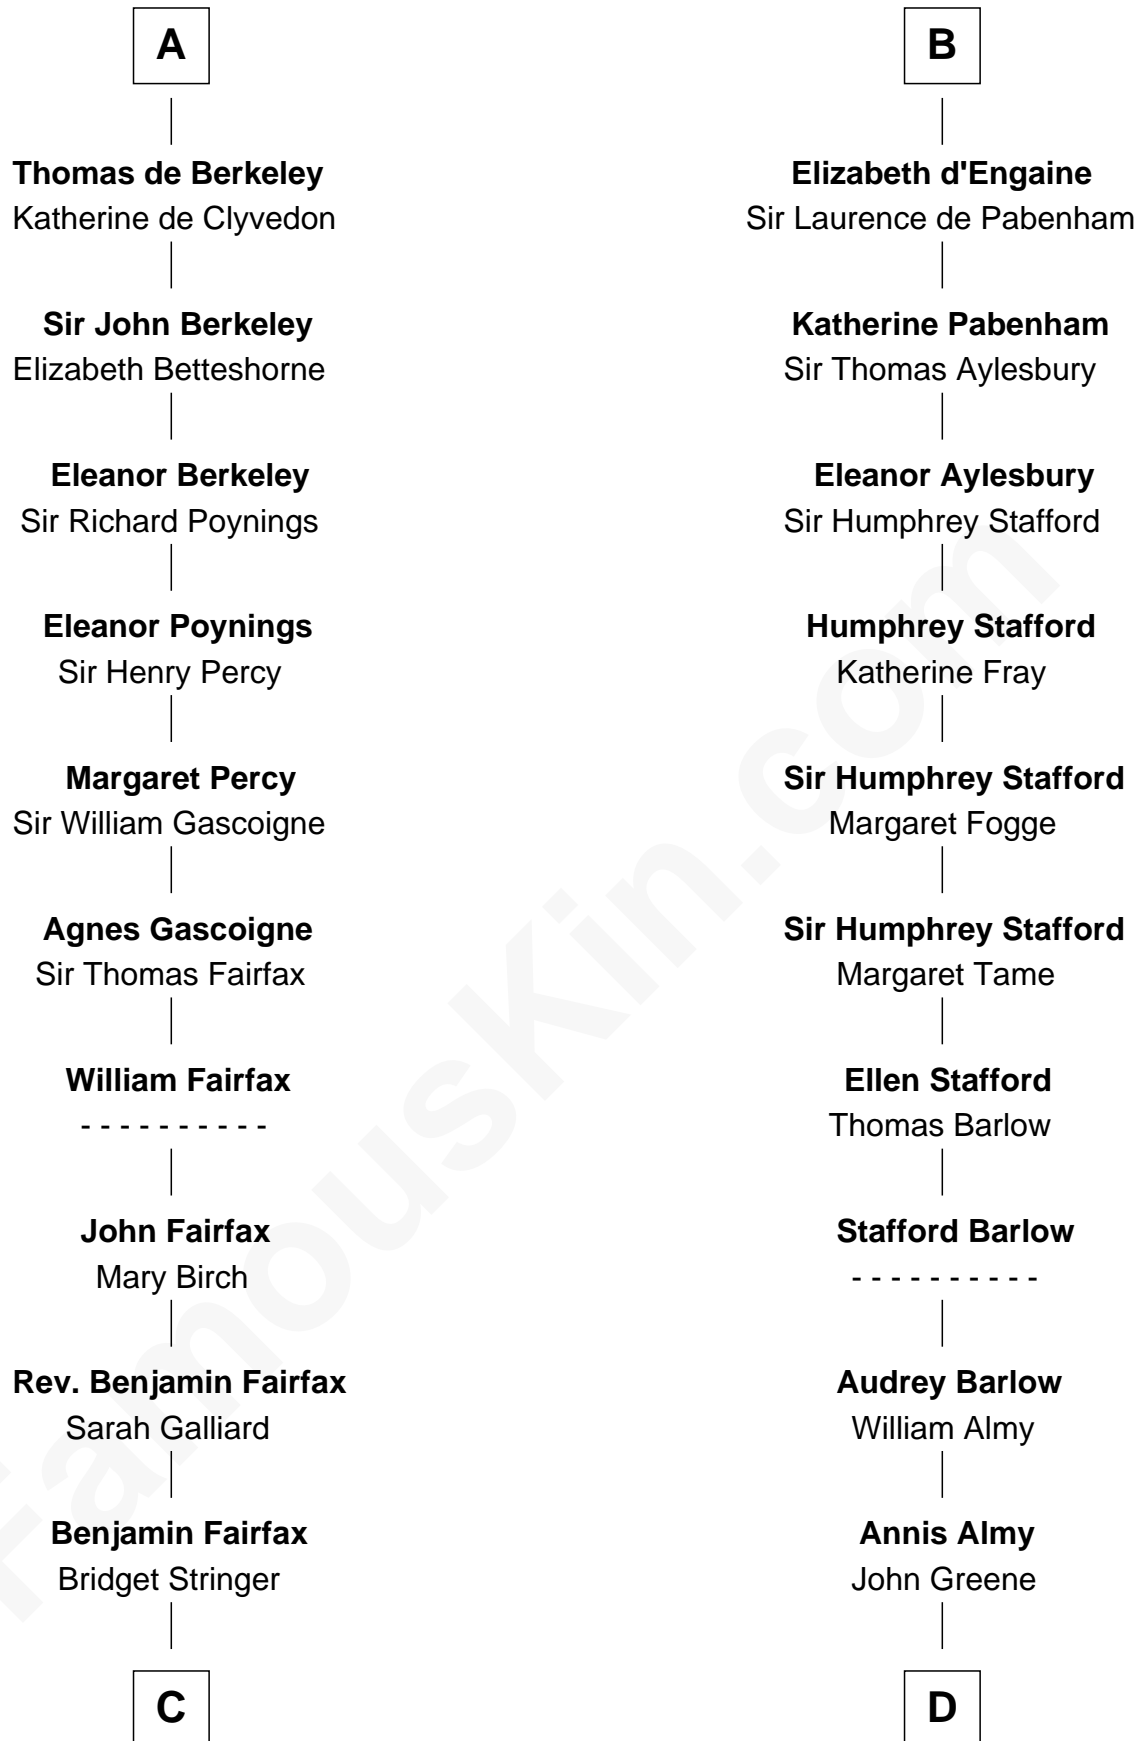 A
Thomas de Berkeley
Katherine de Clyvedon
Sir John Berkeley
Elizabeth Betteshorne
Eleanor Berkeley
Sir Richard Poynings
Eleanor Poynings
Sir Henry Percy
Margaret Percy
Sir William Gascoigne
Agnes Gascoigne
Sir Thomas Fairfax
William Fairfax
- - - - - - - - - -
John Fairfax
Mary Birch
Rev. Benjamin Fairfax
Sarah Galliard
Benjamin Fairfax
Bridget Stringer
C
B
Elizabeth d'Engaine
Sir Laurence de Pabenham
Katherine Pabenham
Sir Thomas Aylesbury
Eleanor Aylesbury
Sir Humphrey Stafford
Humphrey Stafford
Katherine Fray
Sir Humphrey Stafford
Margaret Fogge
Sir Humphrey Stafford
Margaret Tame
Ellen Stafford
Thomas Barlow
Stafford Barlow
- - - - - - - - - -
Audrey Barlow
William Almy
Annis Almy
John Greene
D
FamousKin.com